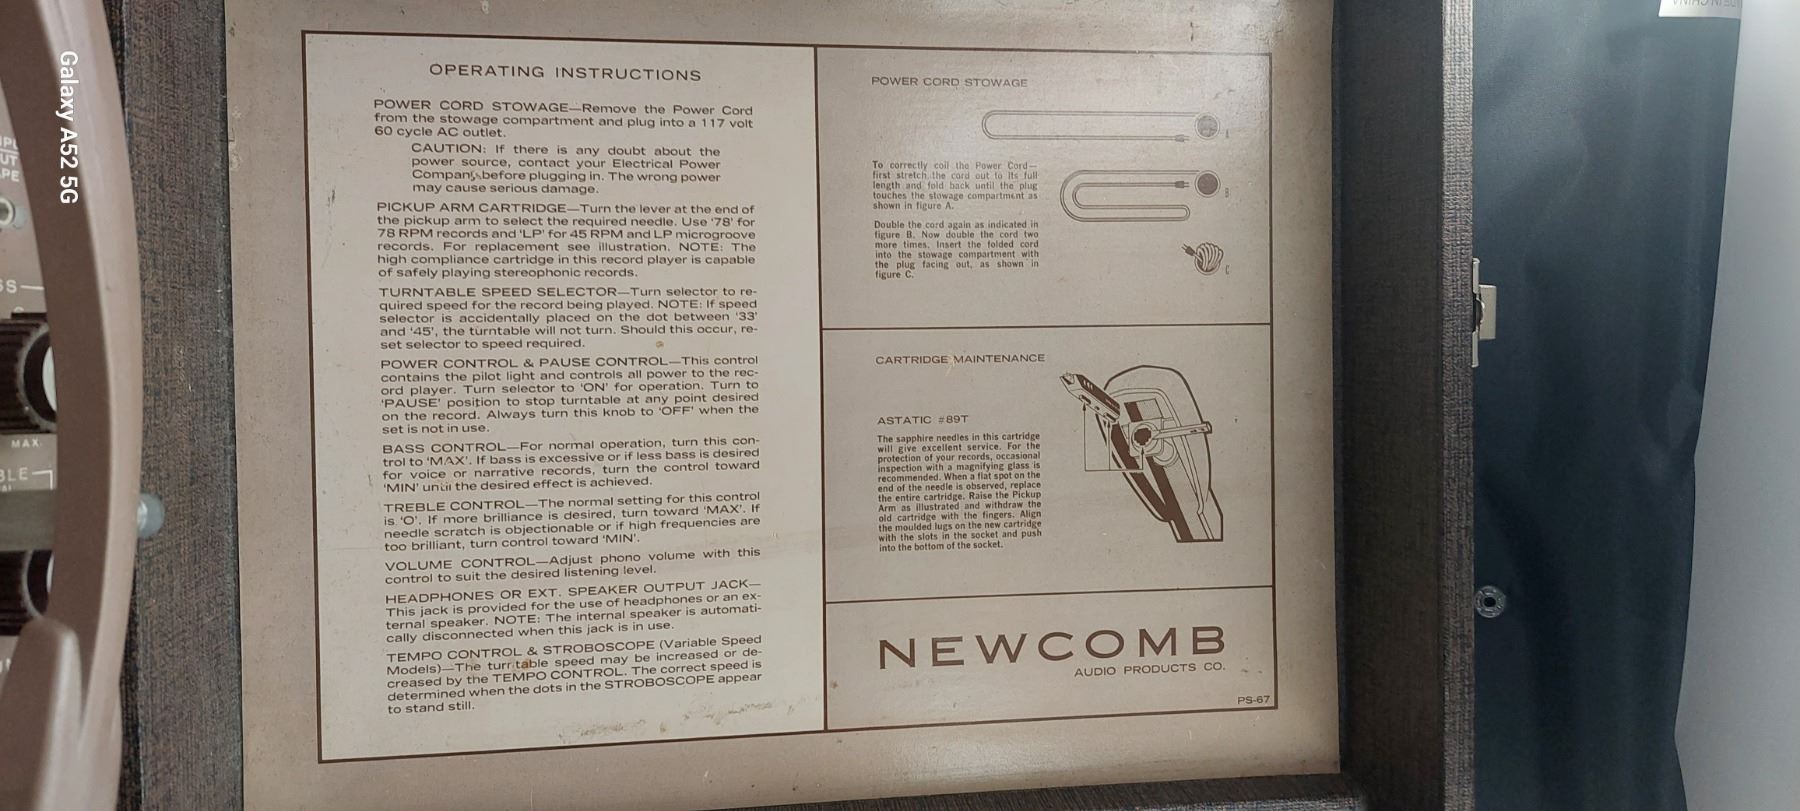 Galaxy A52 5G
OPERATING INSTRUCTIONS
POWER CORD STOWAGE—Remove the Power Cord
from the stowage compartment and plug into a 117 volt
60 cycle AC outlet.
CAUTION: If there is any doubt about the
power source, contact your Electrical Power
Company before plugging in. The wrong power
may cause serious damage.
PICKUP ARM CARTRIDGE—Turn the lever at the end of
the pickup arm to select the required needle. Use '78' for
78 RPM records and 'LP' for 45 RPM and LP microgroove
records. For replacement see illustration. NOTE: The
high compliance cartridge in this record player is capable
of safely playing stereophonic records.
TURNTABLE SPEED SELECTOR—Turn selector to re-
quired speed for the record being played. NOTE: If speed
selector is accidentally placed on the dot between '33'
and '45', the turntable will not turn. Should this occur, re-
set selector to speed required.
POWER CONTROL & PAUSE CONTROL—This control
contains the pilot light and controls all power to the rec-
ord player. Turn selector to 'ON' for operation. Turn to
'PAUSE' position to stop turntable at any point desired
on the record. Always turn this knob to 'OFF' when the
set is not in use.
BASS CONTROL—For normal operation, turn this con-
trol to 'MAX'. If bass is excessive or if less bass is desired
for voice or narrative records, turn the control toward
'MIN' until the desired effect is achieved.
TREBLE CONTROL—The normal setting for this control
is 'O'. If more brilliance is desired, turn toward 'MAX'. If
needle scratch is objectionable or if high frequencies are
too brilliant, turn control toward 'MIN'.
VOLUME CONTROL—Adjust phono volume with this
control to suit the desired listening level.
HEADPHONES OR EXT. SPEAKER OUTPUT JACK—
This jack is provided for the use of headphones or an ex-
ternal speaker. NOTE: The internal speaker is automati-
cally disconnected when this jack is in use.
TEMPO CONTROL & STROBOSCOPE (Variable Speed
Models)—The turntable speed may be increased or de-
creased by the TEMPO CONTROL. The correct speed is
determined when the dots in the STROBOSCOPE appear
to stand still.
POWER CORD STOWAGE
A
To correctly coil the Power Cord—
first stretch the cord out to its full
length and fold back until the plug
touches the stowage compartment as
shown in figure A.
B
Double the cord again as indicated in
figure B. Now double the cord two
more times. Insert the folded cord
into the stowage compartment with
the plug facing out, as shown in
figure C.
C
CARTRIDGE MAINTENANCE
ASTATIC #89T
The sapphire needles in this cartridge
will give excellent service. For the
protection of your records, occasional
inspection with a magnifying glass is
recommended. When a flat spot on the
end of the needle is observed, replace
the entire cartridge. Raise the Pickup
Arm as illustrated and withdraw the
old cartridge with the fingers. Align
the moulded lugs on the new cartridge
with the slots in the socket and push
into the bottom of the socket.
NEWCOMB
AUDIO PRODUCTS CO.
PS-67
MAX.